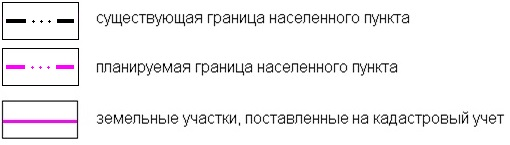 существующая граница населенного пункта
планируемая граница населенного пункта
земельные участки, поставленные на кадастровый учет